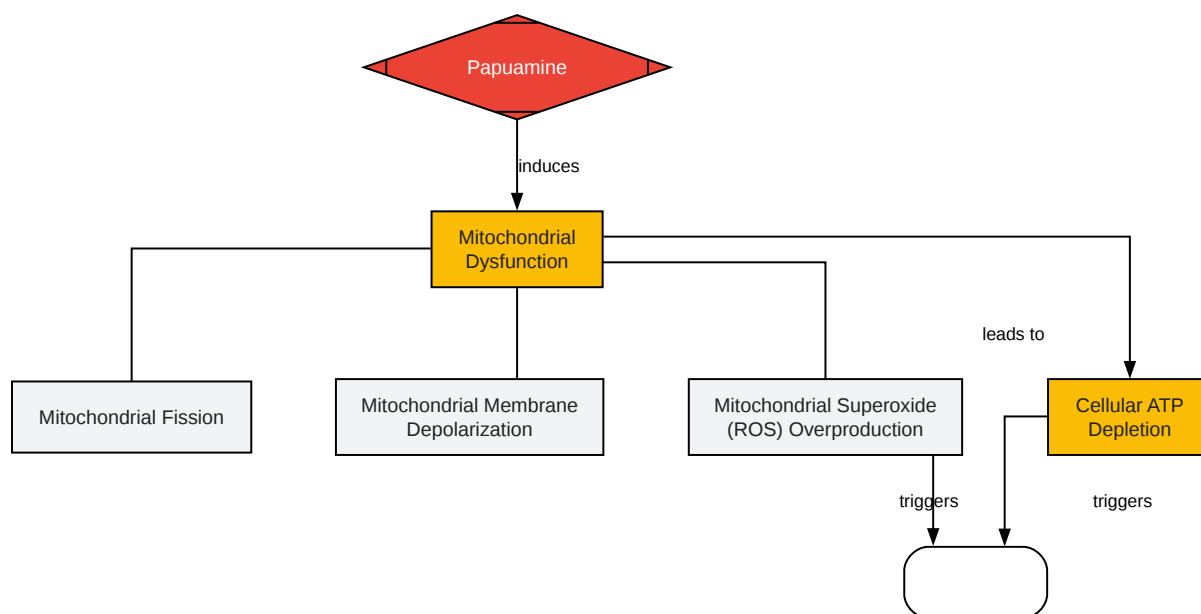 Papuamine
induces
Mitochondrial
Dysfunction
leads to
Mitochondrial Fission
Mitochondrial Membrane
Depolarization
Mitochondrial Superoxide
(ROS) Overproduction
Cellular ATP
Depletion
triggers
triggers